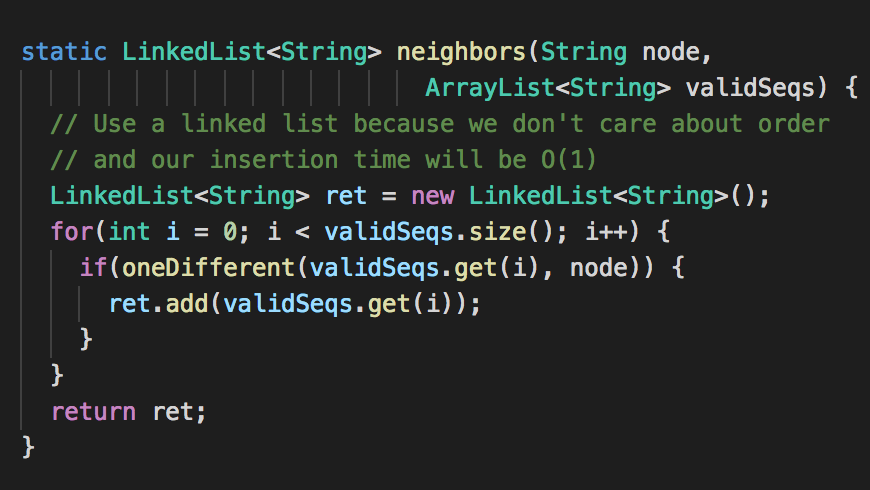 static LinkedList<String> neighbors(String node,
                            ArrayList<String> validSeqs) {
  // Use a linked list because we don't care about order
  // and our insertion time will be O(1)
  LinkedList<String> ret = new LinkedList<String>();
  for(int i = 0; i < validSeqs.size(); i++) {
    if(oneDifferent(validSeqs.get(i), node)) {
      ret.add(validSeqs.get(i));
    }
  }
  return ret;
}